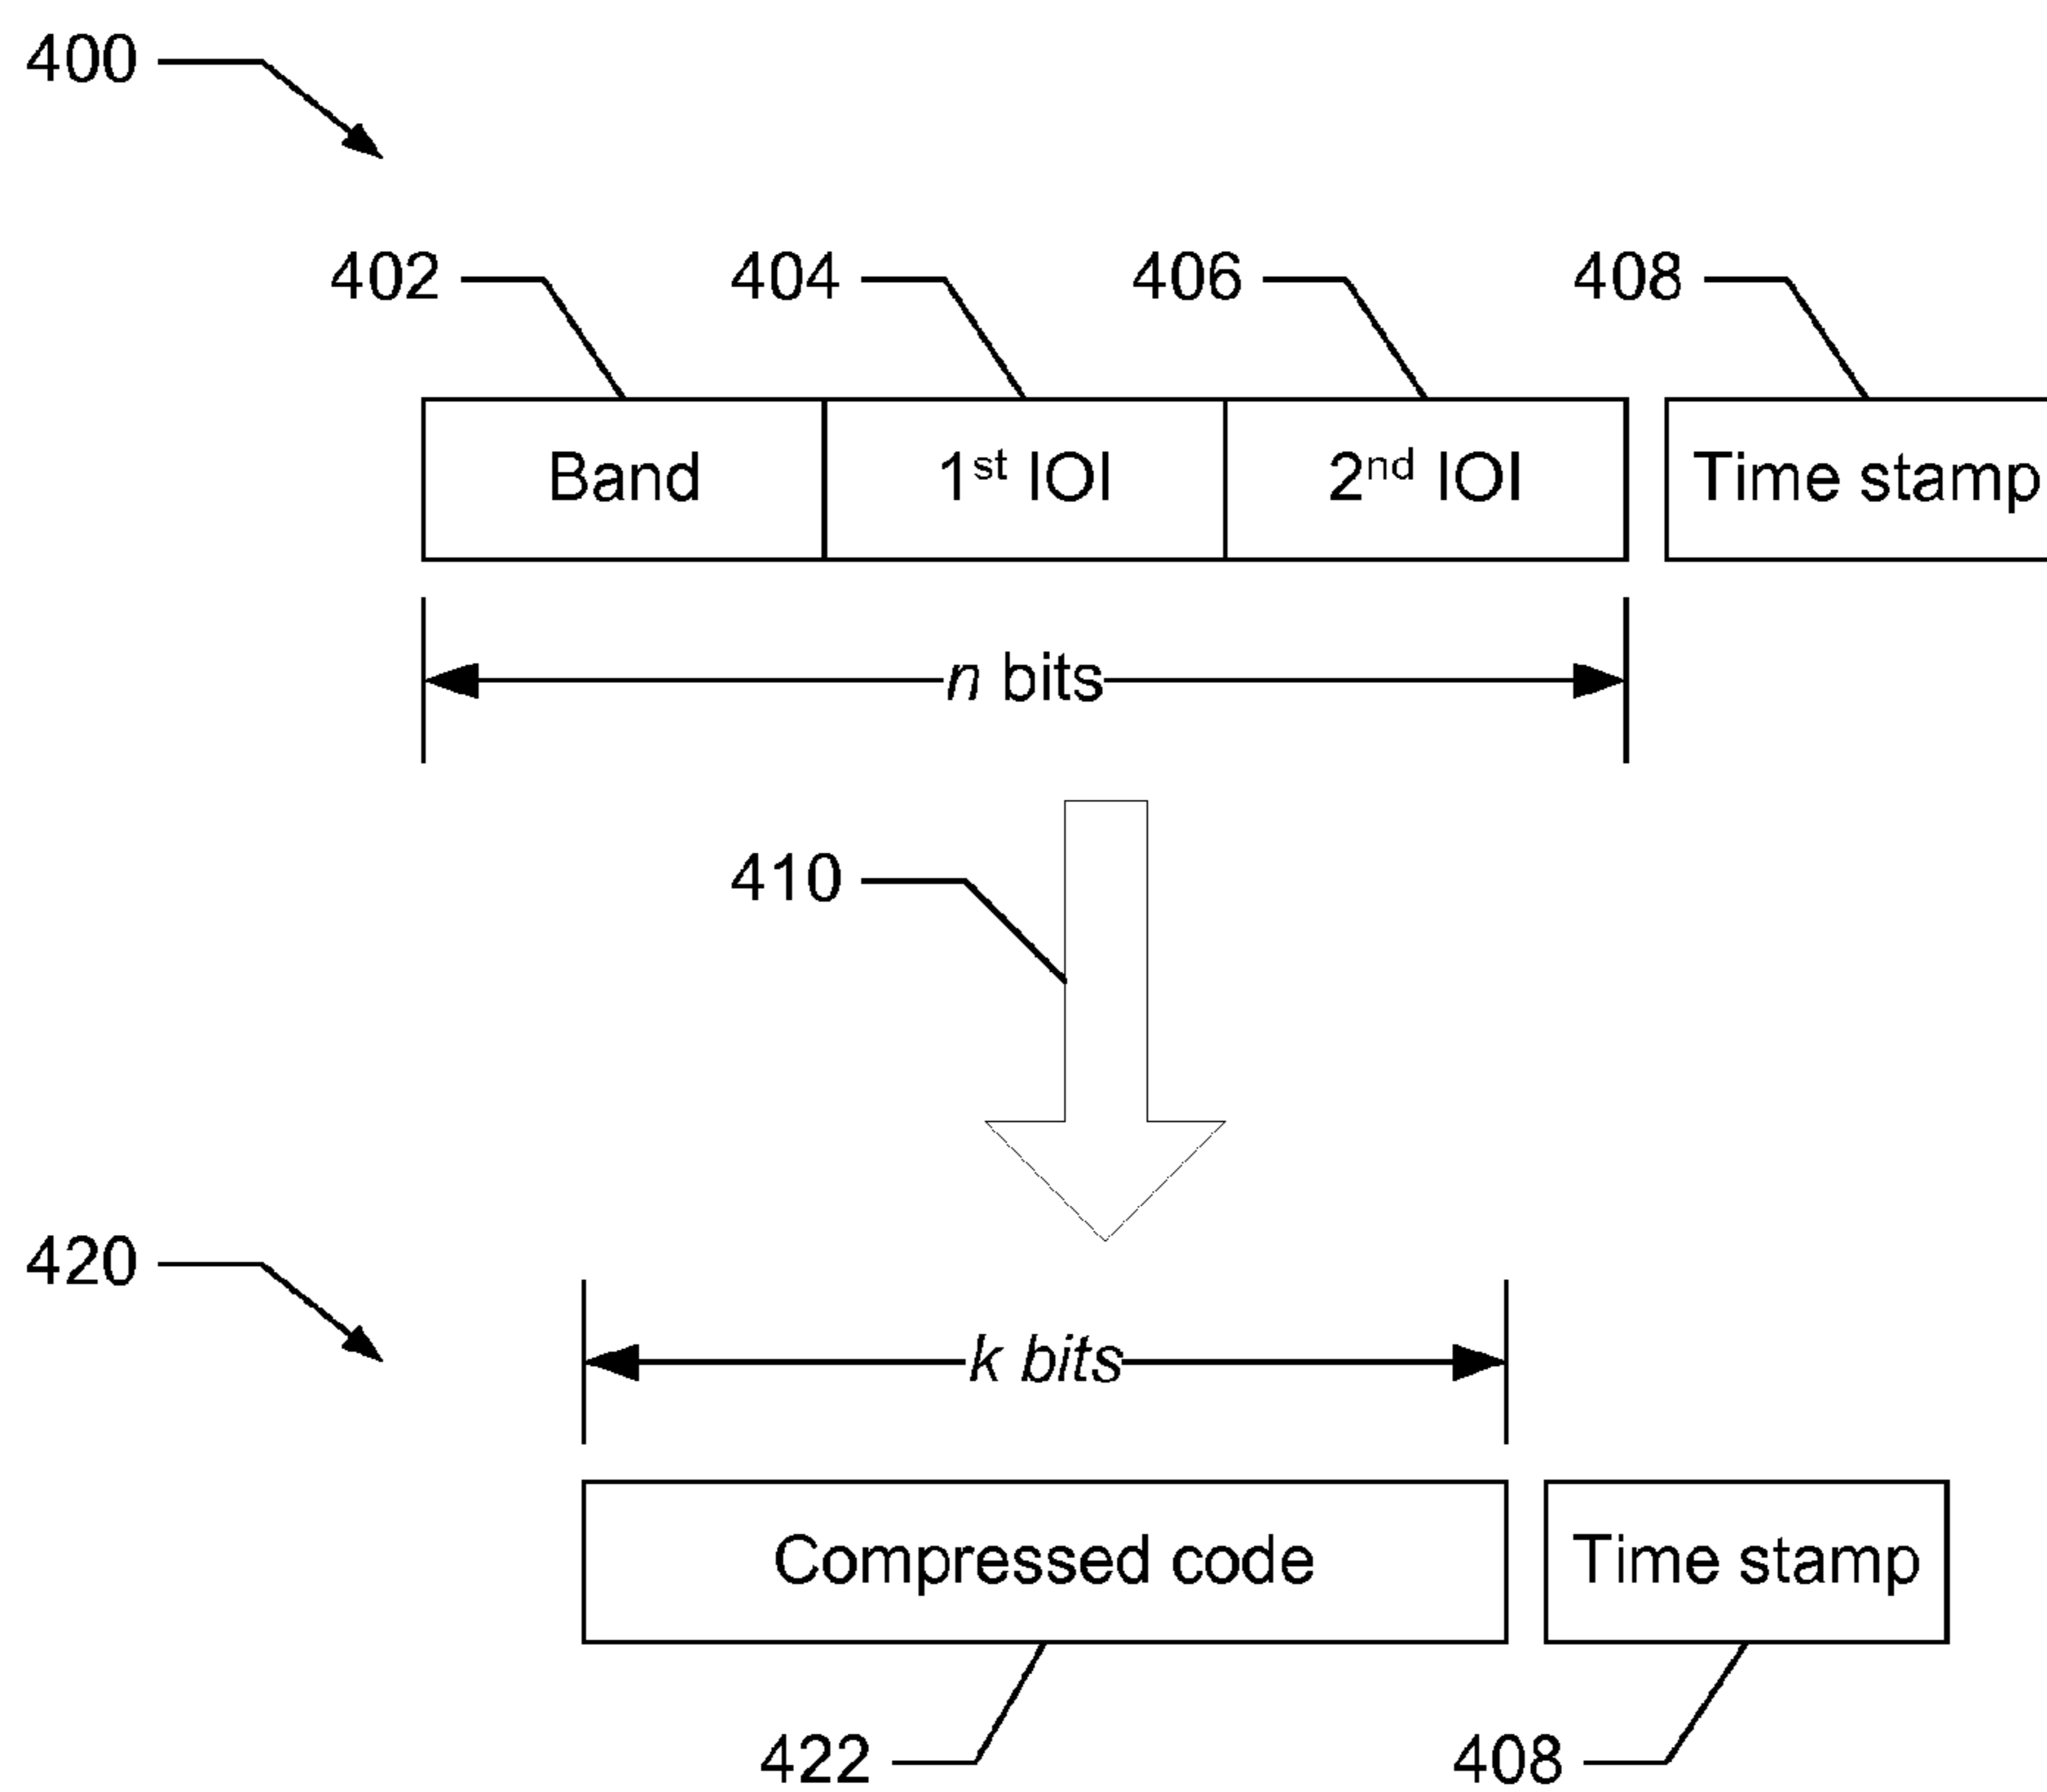 400
402 404 406 408
Band 1st IOI 2nd IOI Time stamp
n bits
410
420
k bits
Compressed code Time stamp
422 408